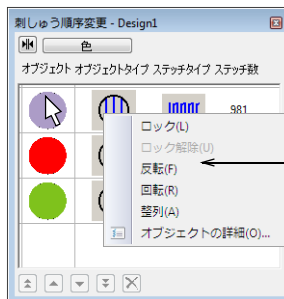 刺しゅう順序変更 - Design1
色
オブジェクト オブジェクトタイプ ステッチタイプ ステッチ数
981
ロック(L)
ロック解除(U)
反転(F)
回転(R)
整列(A)
オブジェクトの詳細(O)...